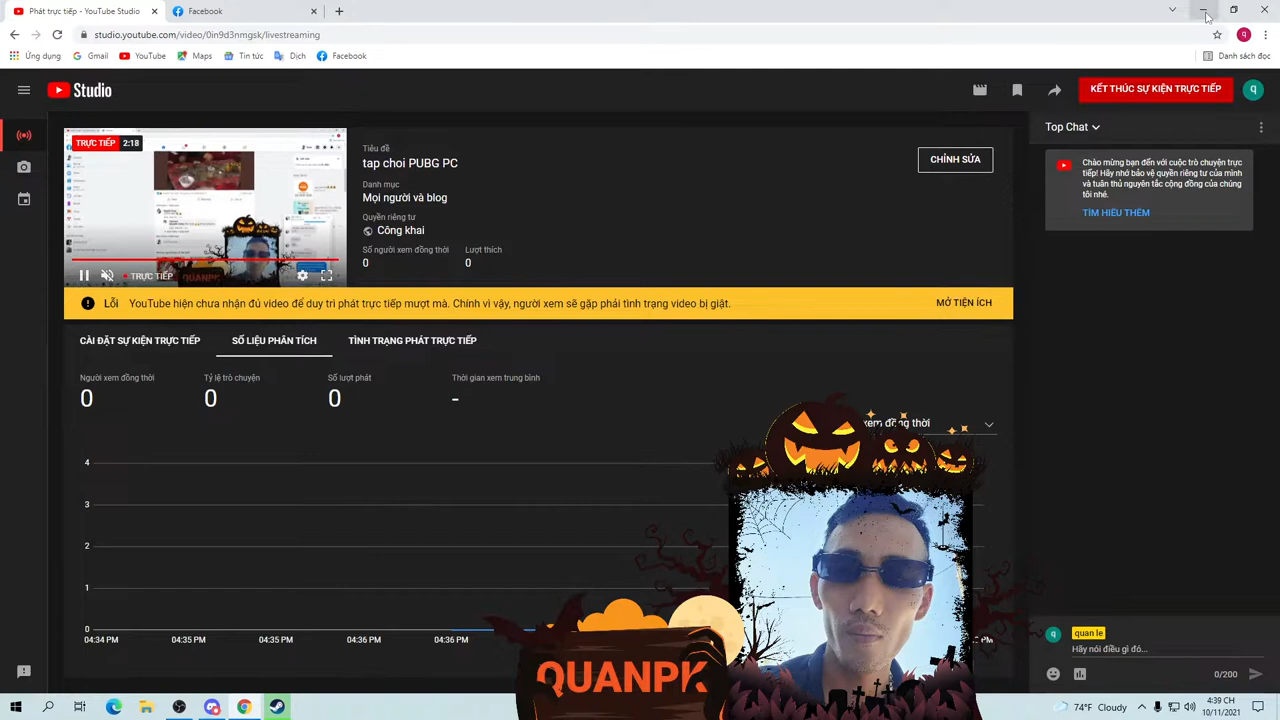 Phát trực tiếp - YouTube Studio
Facebook
studio.youtube.com/video/0in9d3nmgsk/livestreaming
q
Ứng dụng
Gmail
YouTube
Maps
Tin tức
Dịch
Facebook
Danh sách đọc
Studio
KẾT THÚC SỰ KIỆN TRỰC TIẾP
q
TRỰC TIẾP 2:18
TRỰC TIẾP
Tiêu đề
tap choi PUBG PC
Danh mục
Mọi người và blog
Quyền riêng tư
Công khai
Số người xem đồng thời
Lượt thích
0
0
CHỈNH SỬA
Top Chat
Chào mừng bạn đến với cuộc trò chuyện trực
tiếp! Hãy nhớ bảo vệ quyền riêng tư của mình
và tuân thủ nguyên tắc cộng đồng của chúng
tôi nhé.
TÌM HIỂU THÊM
Lỗi YouTube hiện chưa nhận đủ video để duy trì phát trực tiếp mượt mà. Chính vì vậy, người xem sẽ gặp phải tình trạng video bị giật.
MỞ TIỆN ÍCH
CÀI ĐẶT SỰ KIỆN TRỰC TIẾP
SỐ LIỆU PHÂN TÍCH
TÌNH TRẠNG PHÁT TRỰC TIẾP
Người xem đồng thời
Tỷ lệ trò chuyện
Số lượt phát
Thời gian xem trung bình
0
0
0
-
xem đồng thời
4
3
2
1
0
04:34 PM
04:35 PM
04:35 PM
04:36 PM
04:36 PM
PM
QUANPK
q
quan le
Hãy nói điều gì đó...
0/200
74°F Cloudy
4:39 CH
10/11/2021